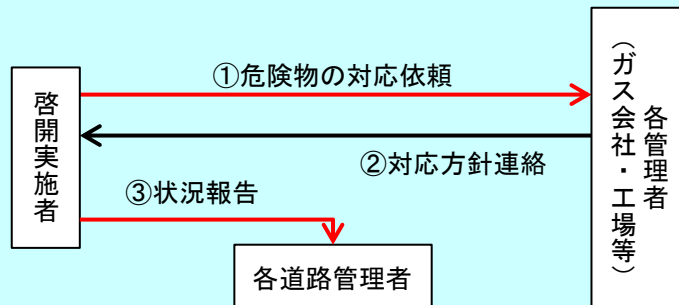 ①危険物の対応依頼
啓開実施者
各管理者
（ガス会社・工場等）
②対応方針連絡
③状況報告
各道路管理者